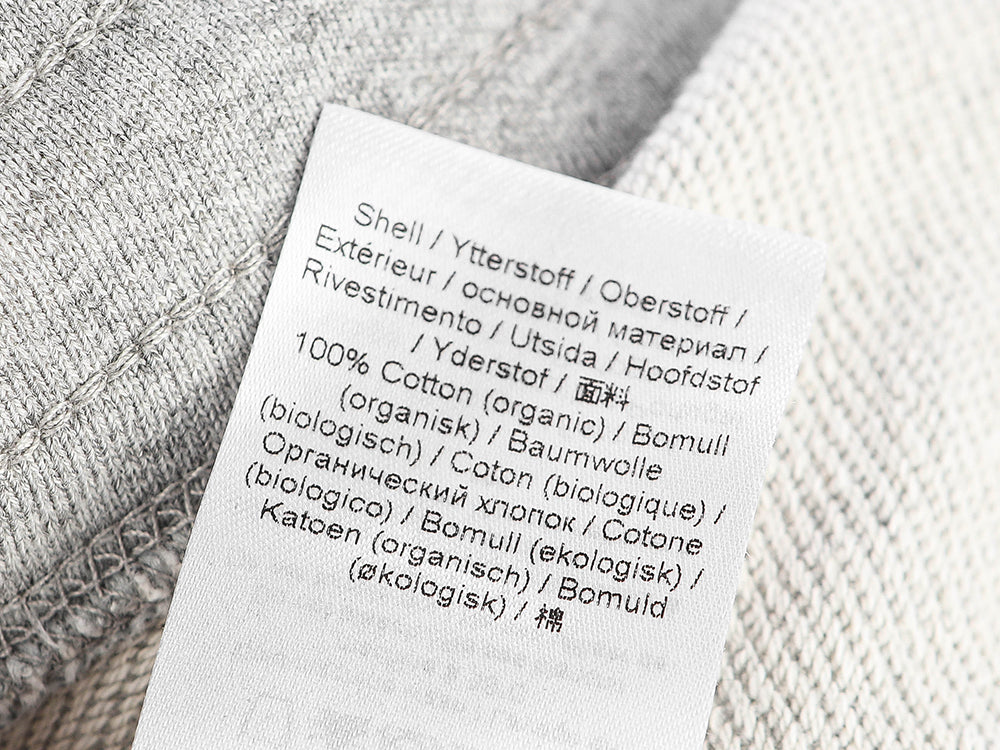 Shell / Ytterstoff / Oberstoff /
Extérieur / основной материал /
Rivestimento / Utsida / Hoofdstof
/ Yderstof / 面料
100% Cotton (organic) / Bomull
(organisk) / Baumwolle
(biologisch) / Coton (biologique) /
Органический хлопок / Cotone
(biologico) / Bomull (ekologisk) /
Katoen (organisch) / Bomuld
(økologisk) / 棉